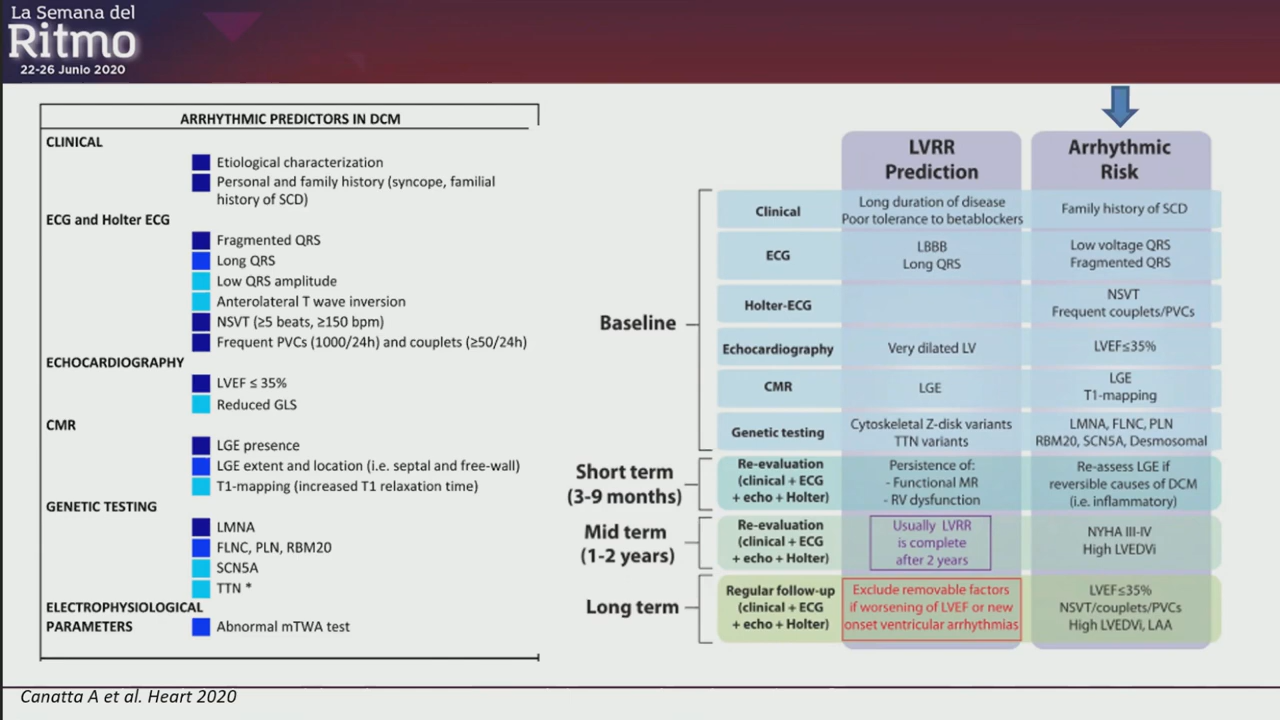 La Semana del
Ritmo
22-26 Junio 2020
ARRHYTHMIC PREDICTORS IN DCM
CLINICAL
Etiological characterization
Personal and family history (syncope, familial
history of SCD)
ECG and Holter ECG
Fragmented QRS
Long QRS
Low QRS amplitude
Anterolateral T wave inversion
NSVT (≥5 beats, ≥150 bpm)
Frequent PVCs (1000/24h) and couplets (≥50/24h)
ECHOCARDIOGRAPHY
LVEF ≤ 35%
Reduced GLS
CMR
LGE presence
LGE extent and location (i.e. septal and free-wall)
T1-mapping (increased T1 relaxation time)
GENETIC TESTING
LMNA
FLNC, PLN, RBM20
SCN5A
TTN *
ELECTROPHYSIOLOGICAL
PARAMETERS
Abnormal mTWA test
LVRR
Prediction
Arrhythmic
Risk
Baseline
Clinical
Long duration of disease
Poor tolerance to betablockers
Family history of SCD
ECG
LBBB
Long QRS
Low voltage QRS
Fragmented QRS
Holter-ECG
NSVT
Frequent couplets/PVCs
Echocardiography
Very dilated LV
LVEF≤35%
CMR
LGE
LGE
T1-mapping
Genetic testing
Cytoskeletal Z-disk variants
TTN variants
LMNA, FLNC, PLN
RBM20, SCN5A, Desmosomal
Short term
(3-9 months)
Re-evaluation
(clinical + ECG
+ echo + Holter)
Persistence of:
- Functional MR
- RV dysfunction
Re-assess LGE if
reversible causes of DCM
(i.e. inflammatory)
Mid term
(1-2 years)
Re-evaluation
(clinical + ECG
+ echo + Holter)
Usually LVRR
is complete
after 2 years
NYHA III-IV
High LVEDVi
Long term
Regular follow-up
(clinical + ECG
+ echo + Holter)
Exclude removable factors
if worsening of LVEF or new
onset ventricular arrhythmias
LVEF≤35%
NSVT/couplets/PVCs
High LVEDVi, LAA
Canatta A et al. Heart 2020